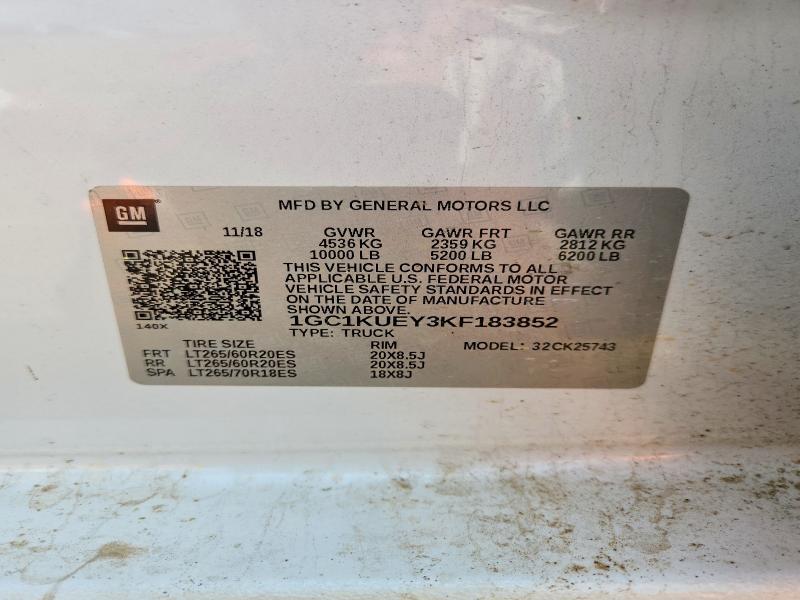 GM
MFD BY GENERAL MOTORS LLC
11/18 GVWR GAWR FRT GAWR RR
4536 KG 2359 KG 2812 KG
10000 LB 5200 LB 6200 LB
THIS VEHICLE CONFORMS TO ALL
APPLICABLE U.S. FEDERAL MOTOR
VEHICLE SAFETY STANDARDS IN EFFECT
ON THE DATE OF MANUFACTURE
SHOWN ABOVE.
1GC1KUEY3KF183852
140X TYPE: TRUCK
TIRE SIZE RIM MODEL: 32CK25743
FRT LT265/60R20ES 20X8.5J
RR LT265/60R20ES 20X8.5J
SPA LT265/70R18ES 18X8J